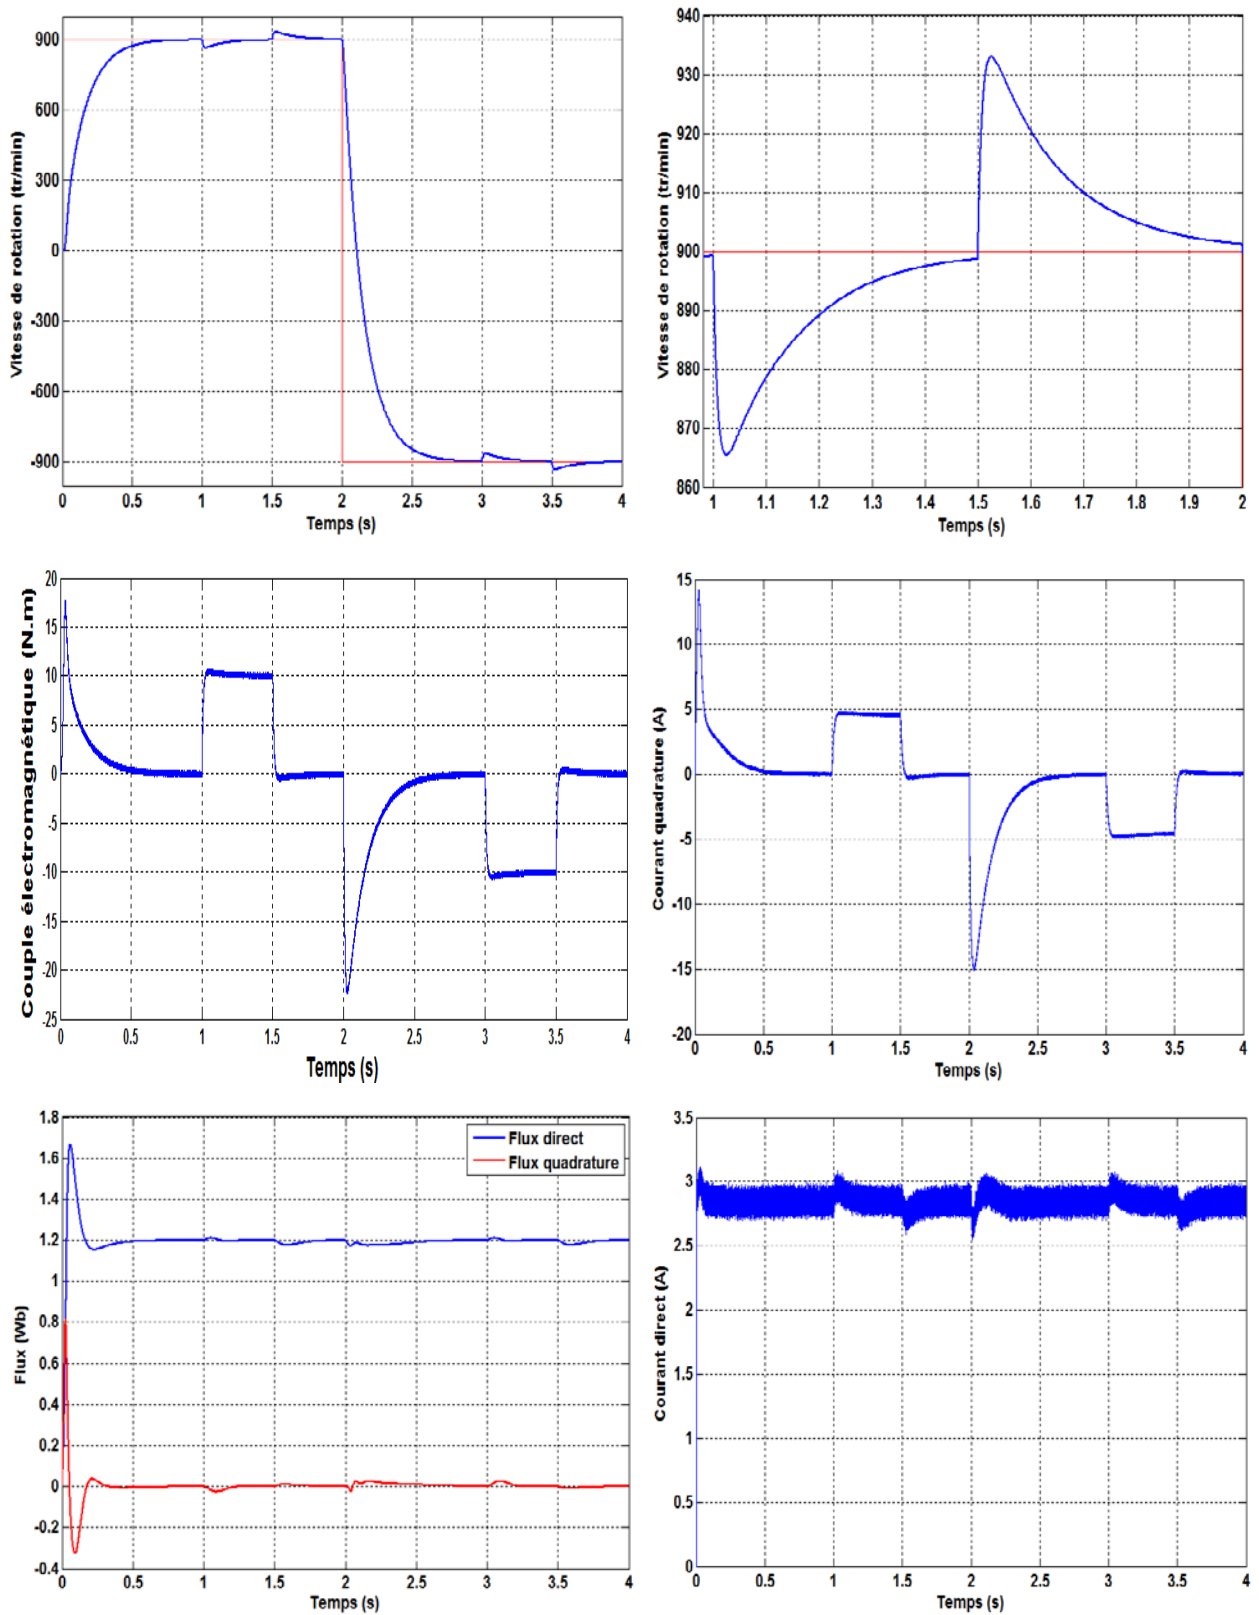 Vitesse de rotation (tr/min)
900
600
300
0
-300
-600
-900
0 0.5 1 1.5 2 2.5 3 3.5 4
Temps (s)
Vitesse de rotation (tr/min)
940
930
920
910
900
890
880
870
860
1 1.1 1.2 1.3 1.4 1.5 1.6 1.7 1.8 1.9 2
Temps (s)
Couple électromagnétique (N.m)
20
15
10
5
0
-5
-10
-15
-20
-25
0 0.5 1 1.5 2 2.5 3 3.5 4
Temps (s)
Courant quadrature (A)
15
10
5
0
-5
-10
-15
-20
0 0.5 1 1.5 2 2.5 3 3.5 4
Temps (s)
Flux (Wb)
1.8
1.6
1.4
1.2
1
0.8
0.6
0.4
0.2
0
-0.2
-0.4
Flux direct
Flux quadrature
0 0.5 1 1.5 2 2.5 3 3.5 4
Temps (s)
Courant direct (A)
3.5
3
2.5
2
1.5
1
0.5
0
0 0.5 1 1.5 2 2.5 3 3.5 4
Temps (s)